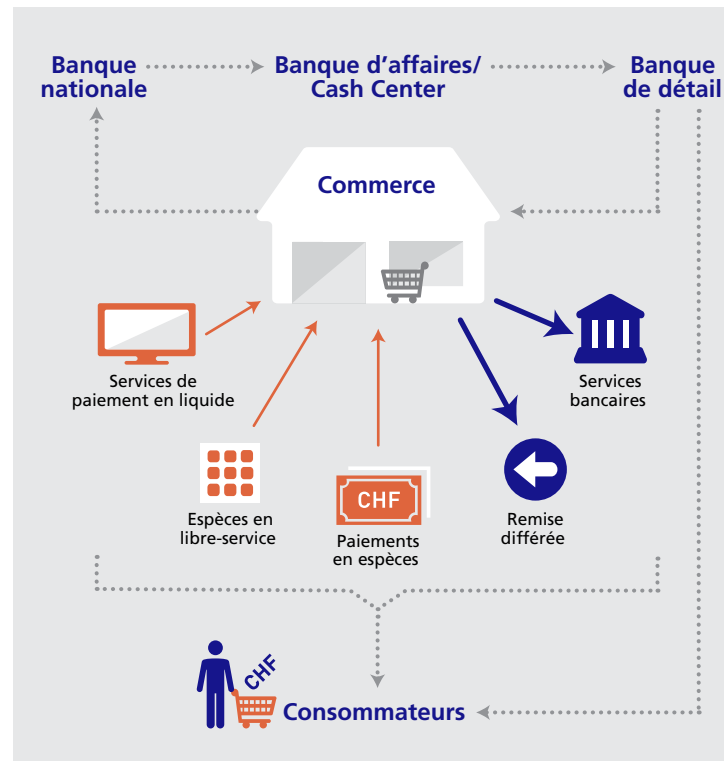 Banque
nationale
Banque d’affaires/
Cash Center
Banque
de détail
Commerce
Services de
paiement en liquide
Services
bancaires
Espèces en
libre-service
CHF
Paiements
en espèces
Remise
différée
CHF
Consommateurs